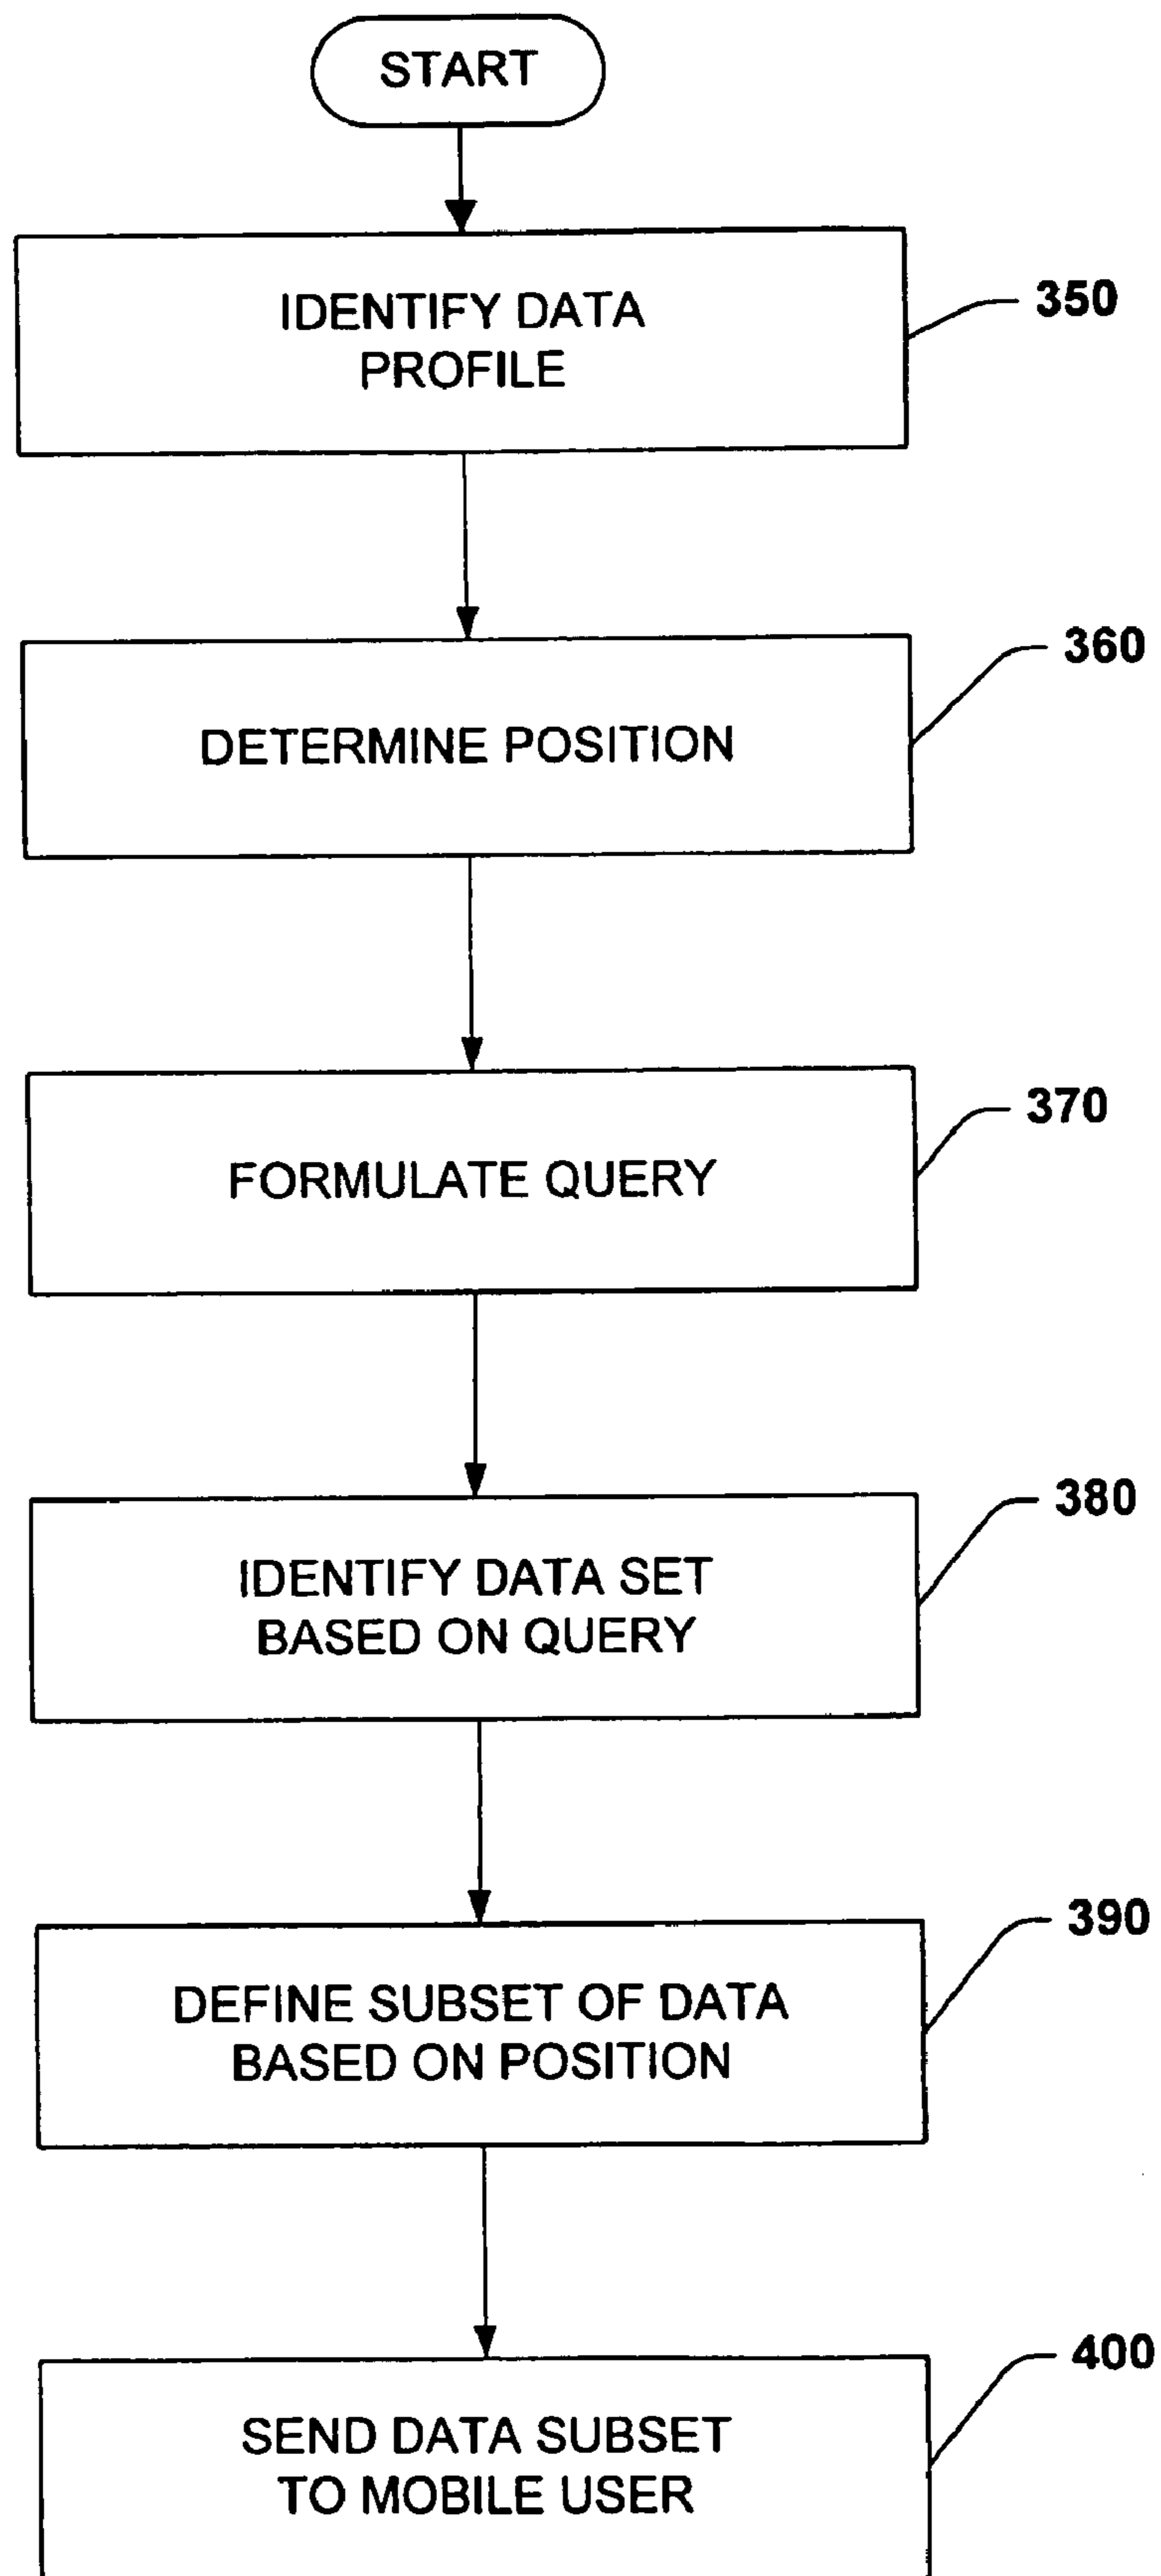 START
IDENTIFY DATA
PROFILE
350
DETERMINE POSITION
360
FORMULATE QUERY
370
IDENTIFY DATA SET
BASED ON QUERY
380
DEFINE SUBSET OF DATA
BASED ON POSITION
390
SEND DATA SUBSET
TO MOBILE USER
400